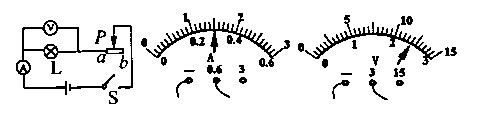 V
L
A
P
a b
S
0 1 2 3
0 0.2 0.4 0.6
A
− 0.6 3
0 5 10 15
0 1 2 3
V
− 3 15